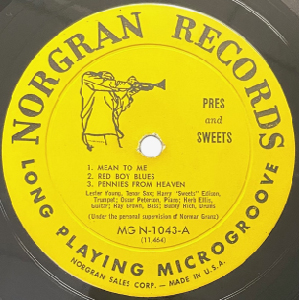 NORGRAN RECORDS
PRES
and
SWEETS
1. MEAN TO ME
2. RED BOY BLUES
3. PENNIES FROM HEAVEN
Lester Young, Tenor Sax; Harry "Sweets" Edison,
Trumpet; Oscar Peterson, Piano; Herb Ellis,
Guitar; Ray Brown, Bass; Buddy Rich, Drums
(Under the personal supervision of Norman Granz)
MG N-1043-A
(11.464)
LONG PLAYING MICROGROOVE
NORGRAN SALES CORP. — MADE IN U.S.A.